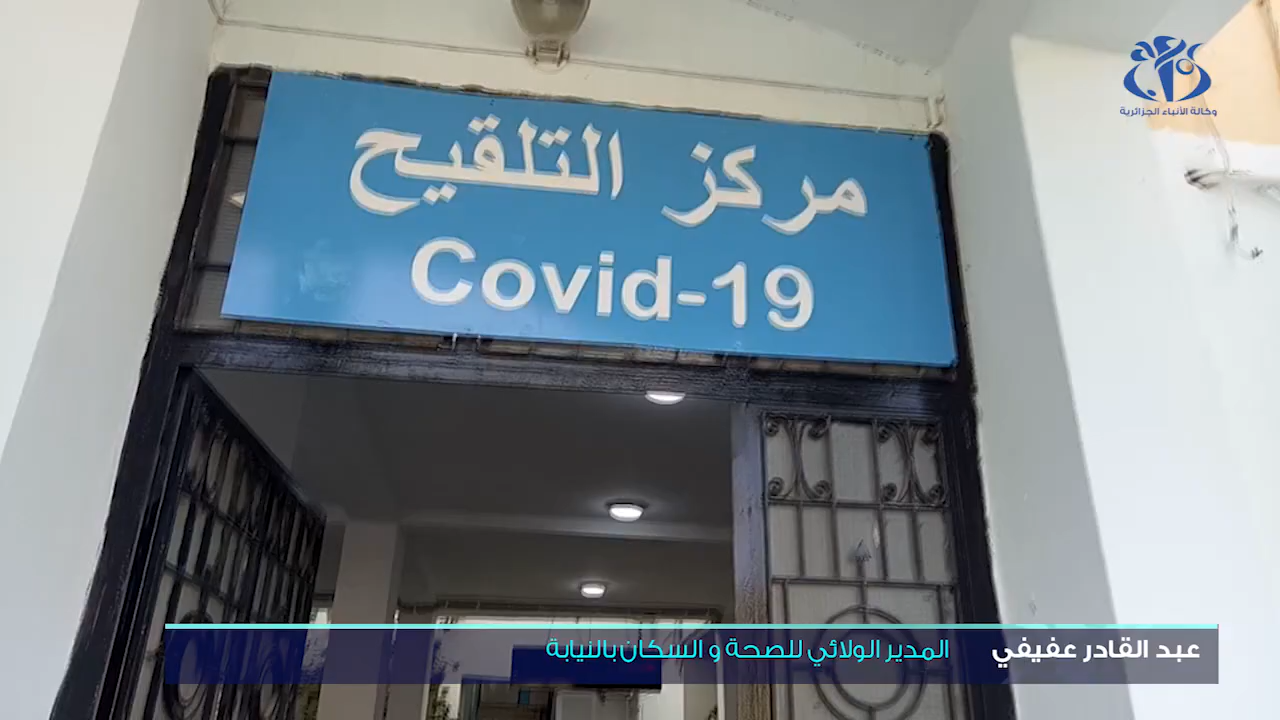 وكالة الأنباء الجزائرية
مركز التلقيح
Covid-19
عبد القادر عفيفي المدير الولائي للصحة و السكان بالنيابة